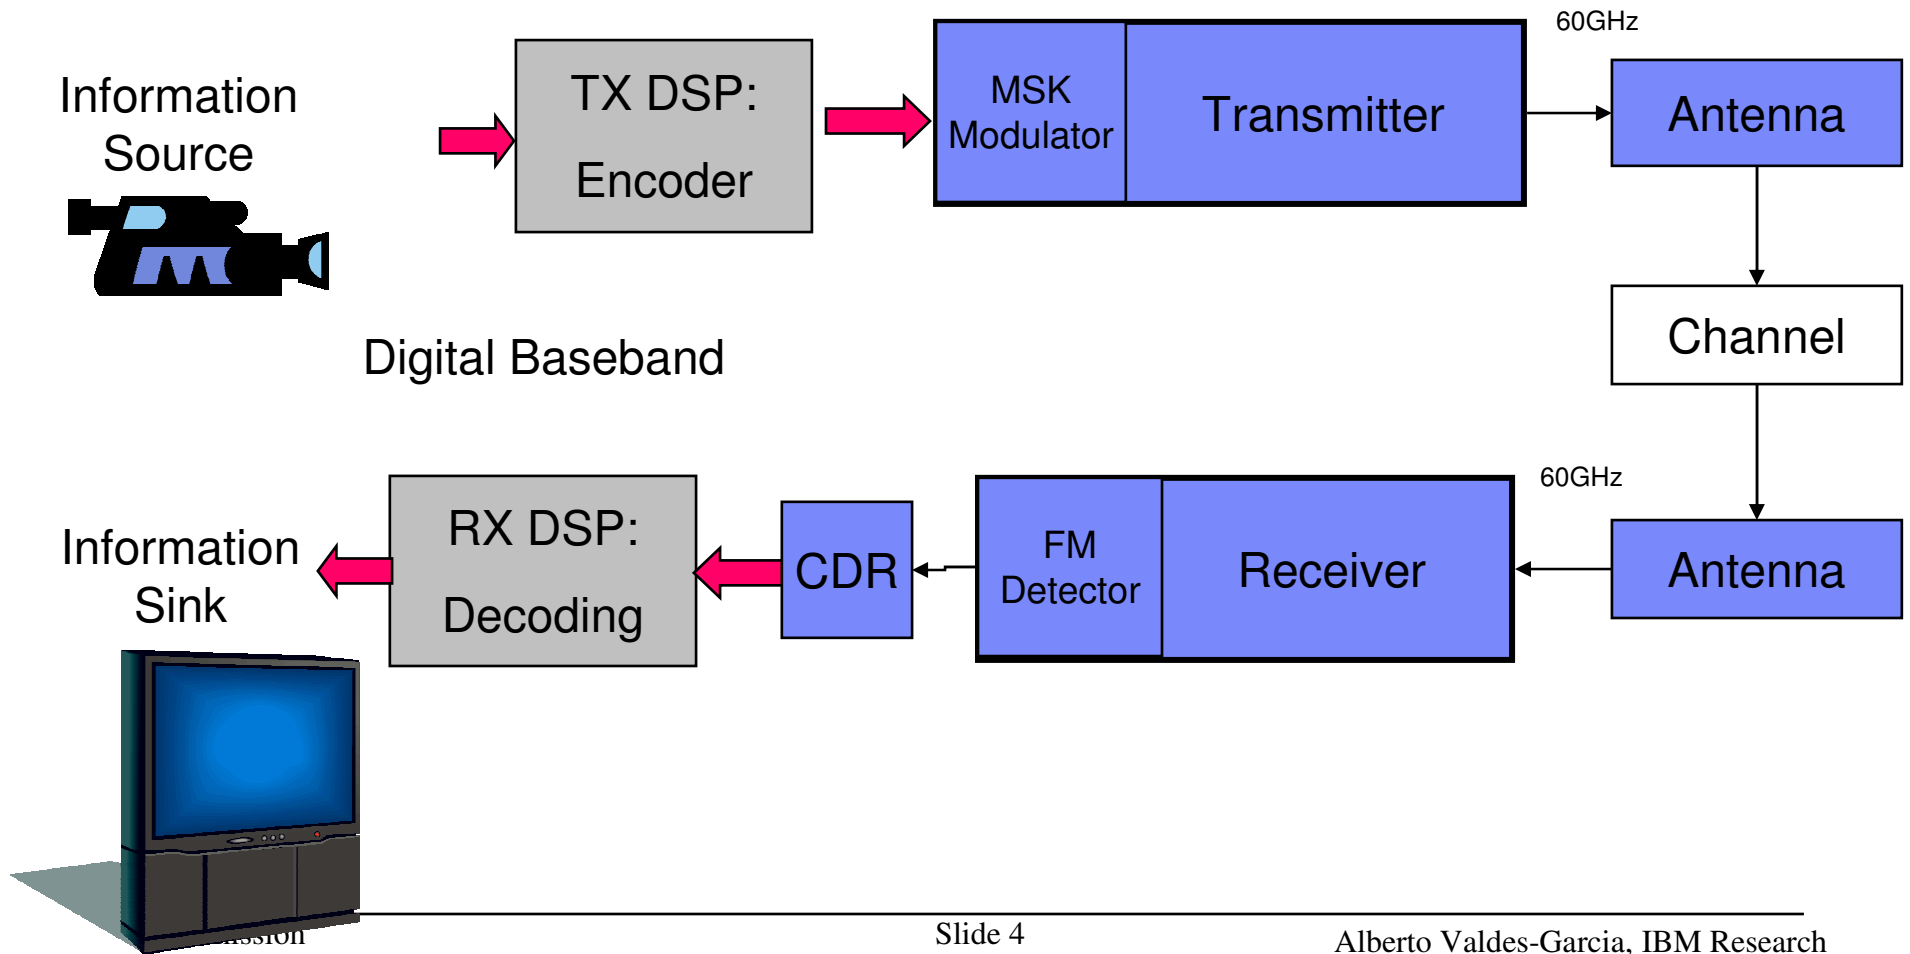 60GHz
Information
Source
TX DSP:
Encoder
MSK
Modulator
Transmitter
Antenna
Channel
Digital Baseband
60GHz
Information
Sink
RX DSP:
Decoding
CDR
FM
Detector
Receiver
Antenna
Slide 4
Alberto Valdes-Garcia, IBM Research